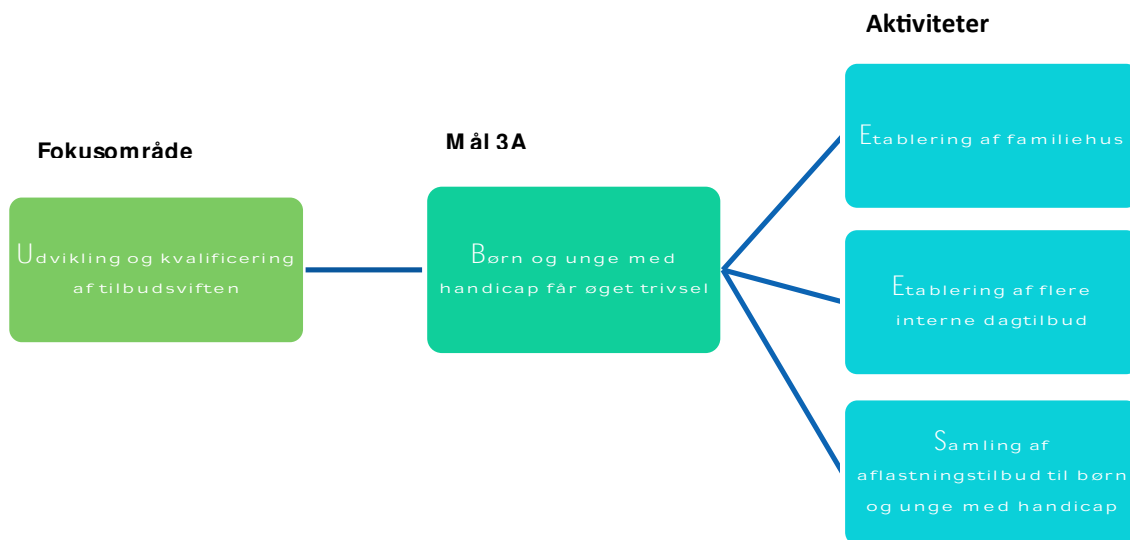 Aktiviteter
Fokusområde
Mål 3A
Udvikling og kvalificering
af tilbudsviften
Børn og unge med
handicap får øget trivsel
Etablering af familiehus
Etablering af flere
interne dagtilbud
Samling af
aflastningstilbud til børn
og unge med handicap